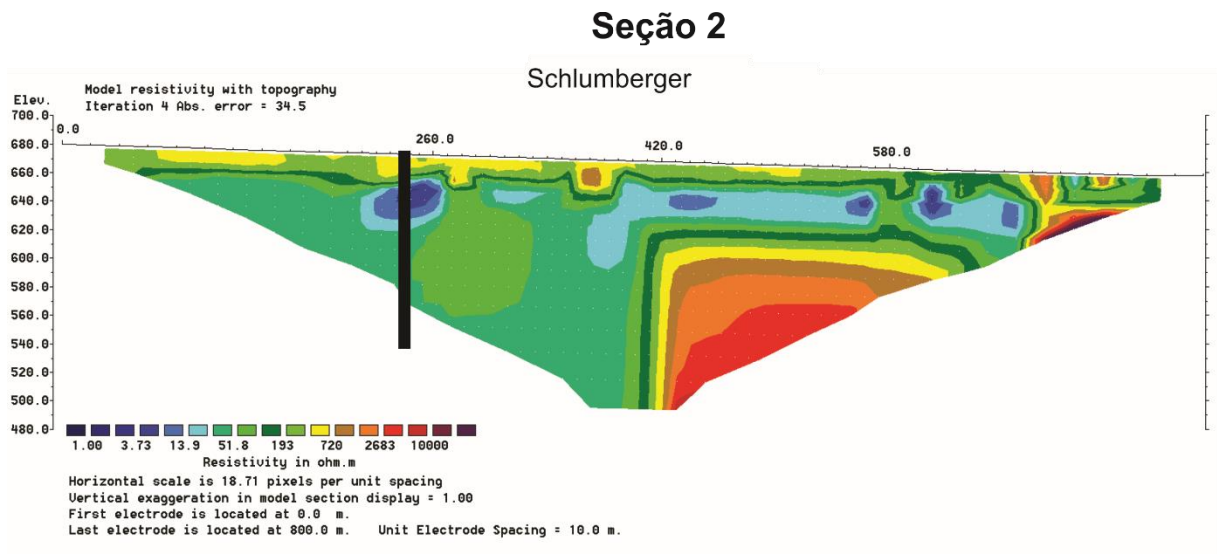 Seção 2
Schlumberger
Model resistivity with topography
Iteration 4 Abs. error = 34.5
Elev.
700.0
680.0
660.0
640.0
620.0
600.0
580.0
560.0
540.0
520.0
500.0
480.0
0.0
260.0
420.0
580.0
1.00 3.73 13.9 51.8 193 720 2683 10000
Resistivity in ohm.m
Horizontal scale is 18.71 pixels per unit spacing
Vertical exaggeration in model section display = 1.00
First electrode is located at 0.0 m.
Last electrode is located at 800.0 m. Unit Electrode Spacing = 10.0 m.